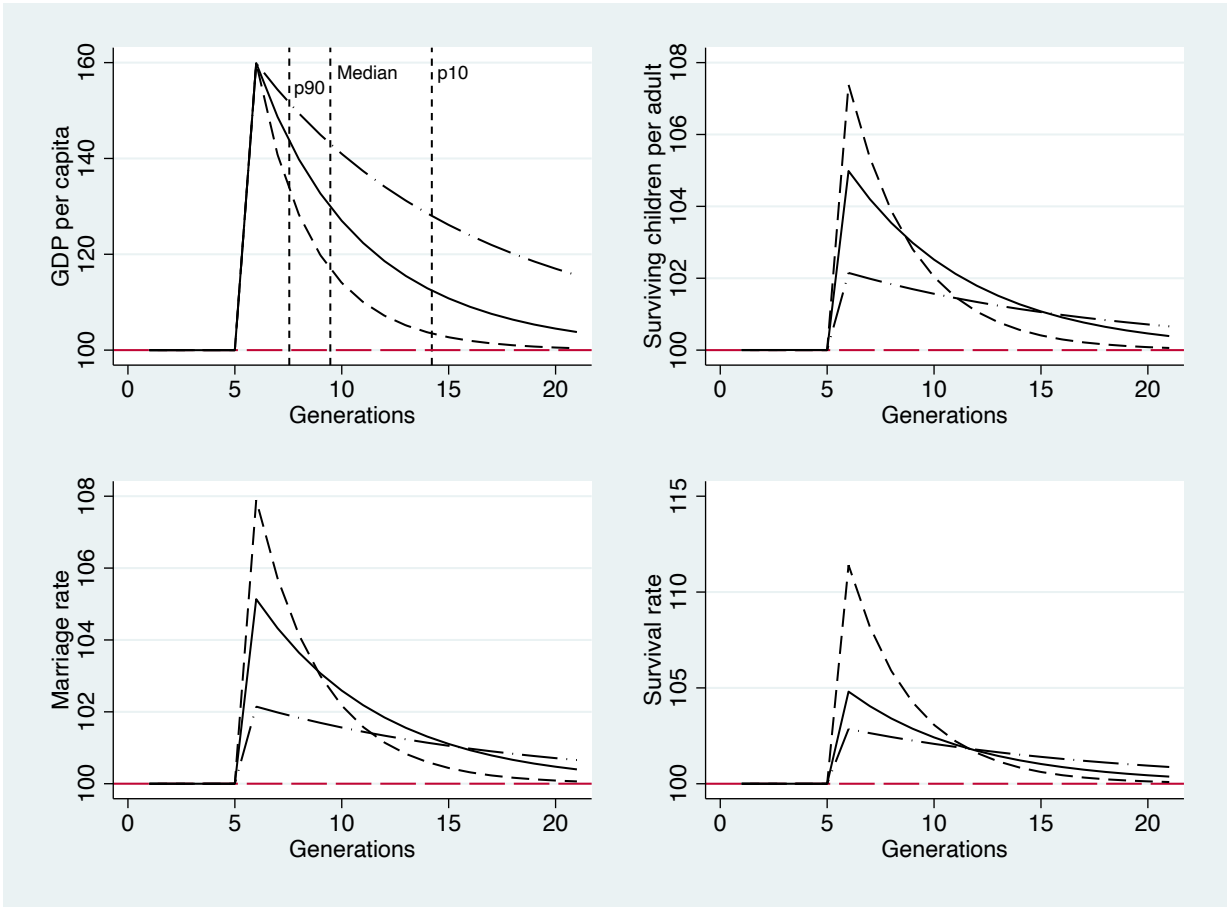 GDP per capita
100 120 140 160
p90
Median
p10
0 5 10 15 20
Generations
Surviving children per adult
100 102 104 106 108
0 5 10 15 20
Generations
Marriage rate
100 102 104 106 108
0 5 10 15 20
Generations
Survival rate
100 105 110 115
0 5 10 15 20
Generations